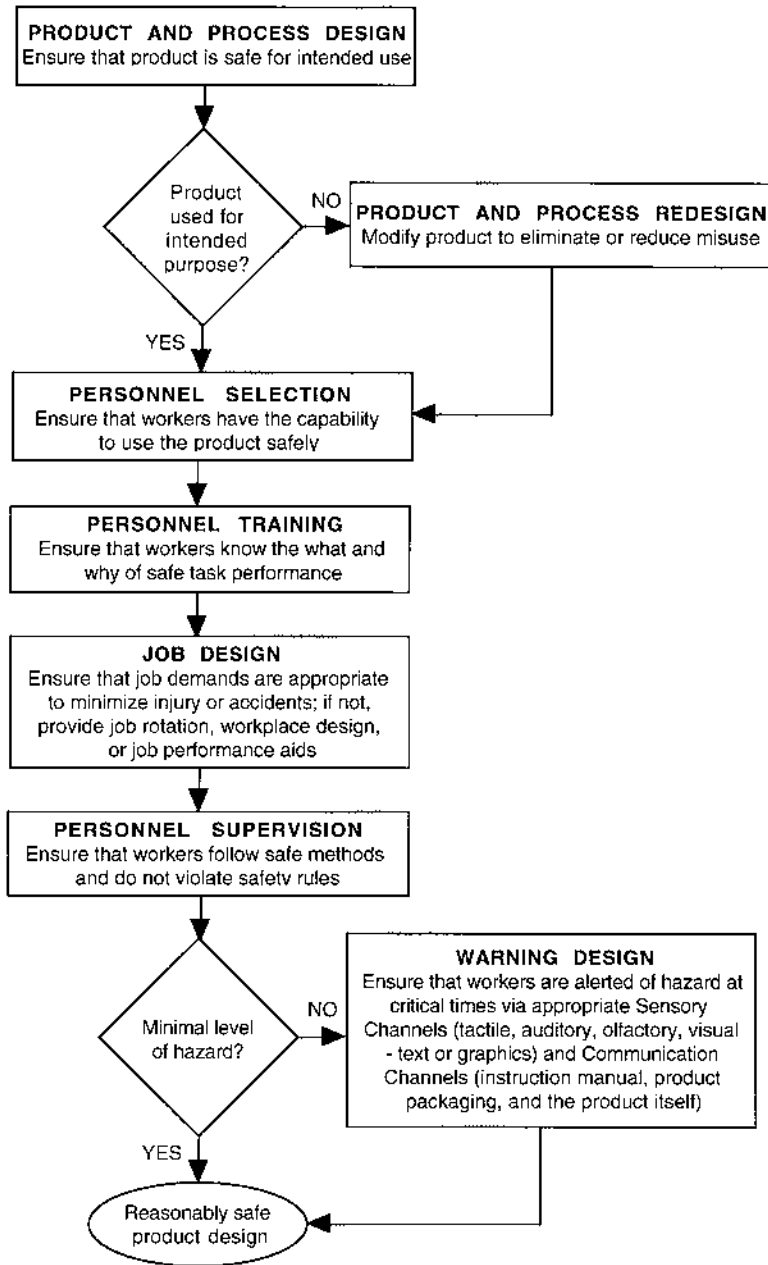 PRODUCT AND PROCESS DESIGN
Ensure that product is safe for intended use
Product
used for
intended
purpose?
NO
PRODUCT AND PROCESS REDESIGN
Modify product to eliminate or reduce misuse
YES
PERSONNEL SELECTION
Ensure that workers have the capability
to use the product safely
PERSONNEL TRAINING
Ensure that workers know the what and
why of safe task performance
JOB DESIGN
Ensure that job demands are appropriate
to minimize injury or accidents; if not,
provide job rotation, workplace design,
or job performance aids
PERSONNEL SUPERVISION
Ensure that workers follow safe methods
and do not violate safety rules
Minimal level
of hazard?
NO
WARNING DESIGN
Ensure that workers are alerted of hazard at
critical times via appropriate Sensory
Channels (tactile, auditory, olfactory, visual
- text or graphics) and Communication
Channels (instruction manual, product
packaging, and the product itself)
YES
Reasonably safe
product design